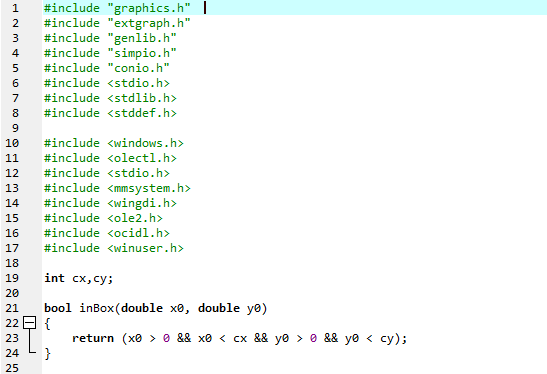 1 #include "graphics.h"
2 #include "extgraph.h"
3 #include "genlib.h"
4 #include "simpio.h"
5 #include "conio.h"
6 #include <stdio.h>
7 #include <stdlib.h>
8 #include <stddef.h>
9
10 #include <windows.h>
11 #include <olectl.h>
12 #include <stdio.h>
13 #include <mmsystem.h>
14 #include <wingdi.h>
15 #include <ole2.h>
16 #include <ocidl.h>
17 #include <winuser.h>
18
19 int cx,cy;
20
21 bool inBox(double x0, double y0)
22 {
23 return (x0 > 0 && x0 < cx && y0 > 0 && y0 < cy);
24 }
25